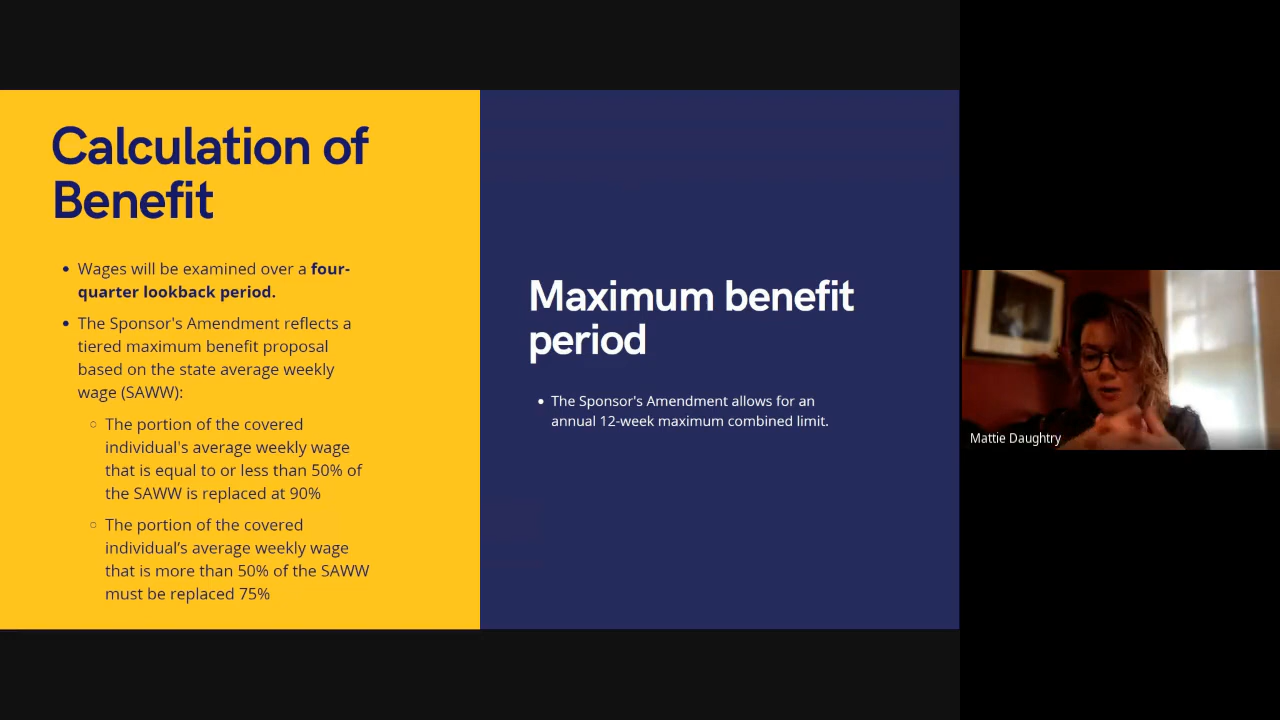 Calculation of
Benefit
• Wages will be examined over a four-
quarter lookback period.
• The Sponsor's Amendment reflects a
tiered maximum benefit proposal
based on the state average weekly
wage (SAWW):
○ The portion of the covered
individual's average weekly wage
that is equal to or less than 50% of
the SAWW is replaced at 90%
○ The portion of the covered
individual’s average weekly wage
that is more than 50% of the SAWW
must be replaced 75%
Maximum benefit
period
• The Sponsor's Amendment allows for an
annual 12-week maximum combined limit.
Mattie Daughtry